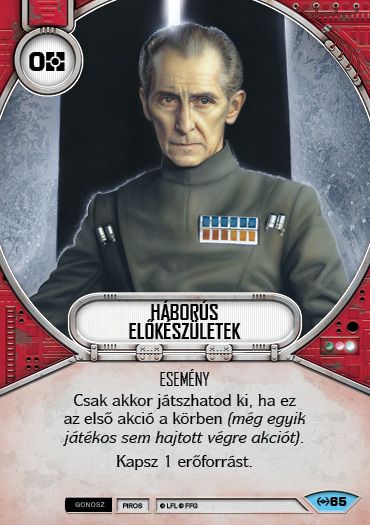 0
HÁBORÚS
ELŐKÉSZÜLETEK
ESEMÉNY
Csak akkor játszhatod ki, ha ez
az első akció a körben (még egyik
játékos sem hajtott végre akciót).
Kapsz 1 erőforrást.
GONOSZ PIROS © LFL © FFG 65